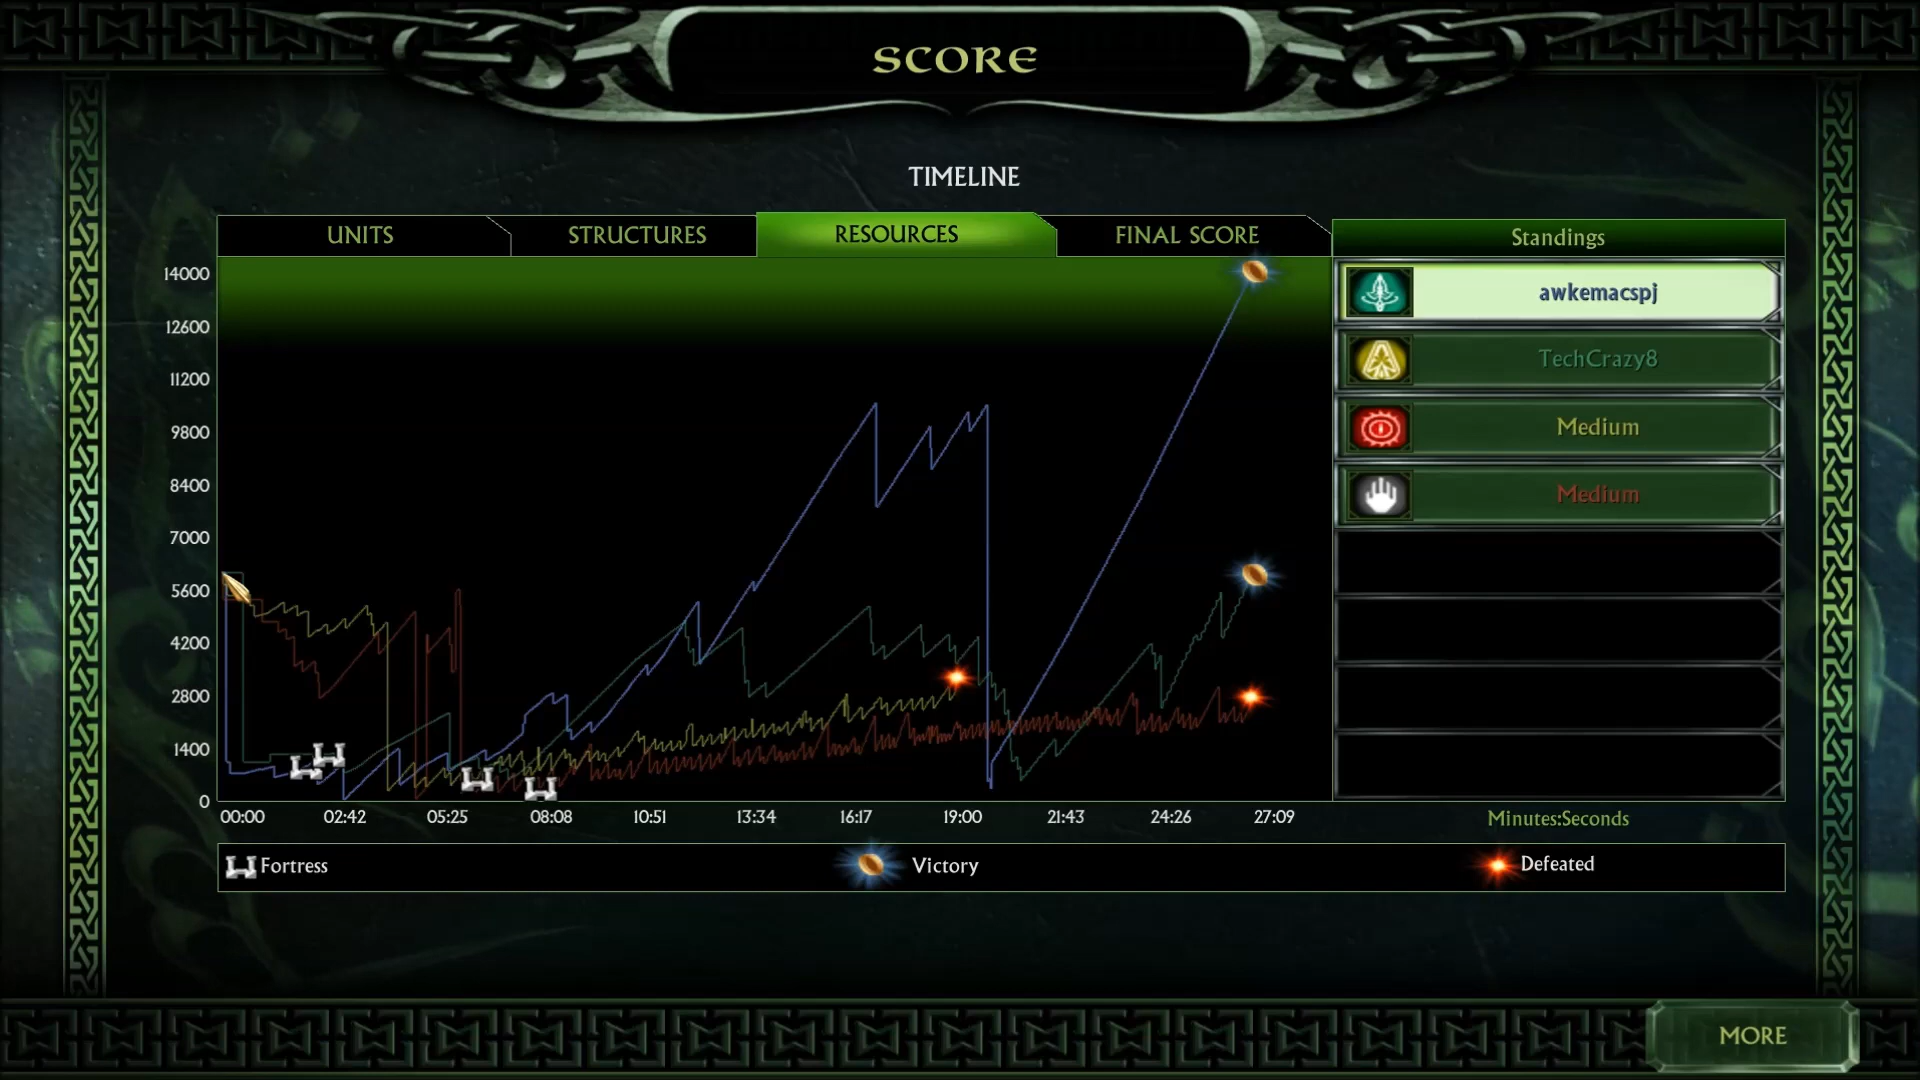 SCORE
TIMELINE
UNITS STRUCTURES RESOURCES FINAL SCORE Standings
14000
12600
11200
9800
8400
7000
5600
4200
2800
1400
0
awkemacspj
TechCrazy8
Medium
Medium
00:00 02:42 05:25 08:08 10:51 13:34 16:17 19:00 21:43 24:26 27:09 Minutes:Seconds
Fortress Victory Defeated
MORE